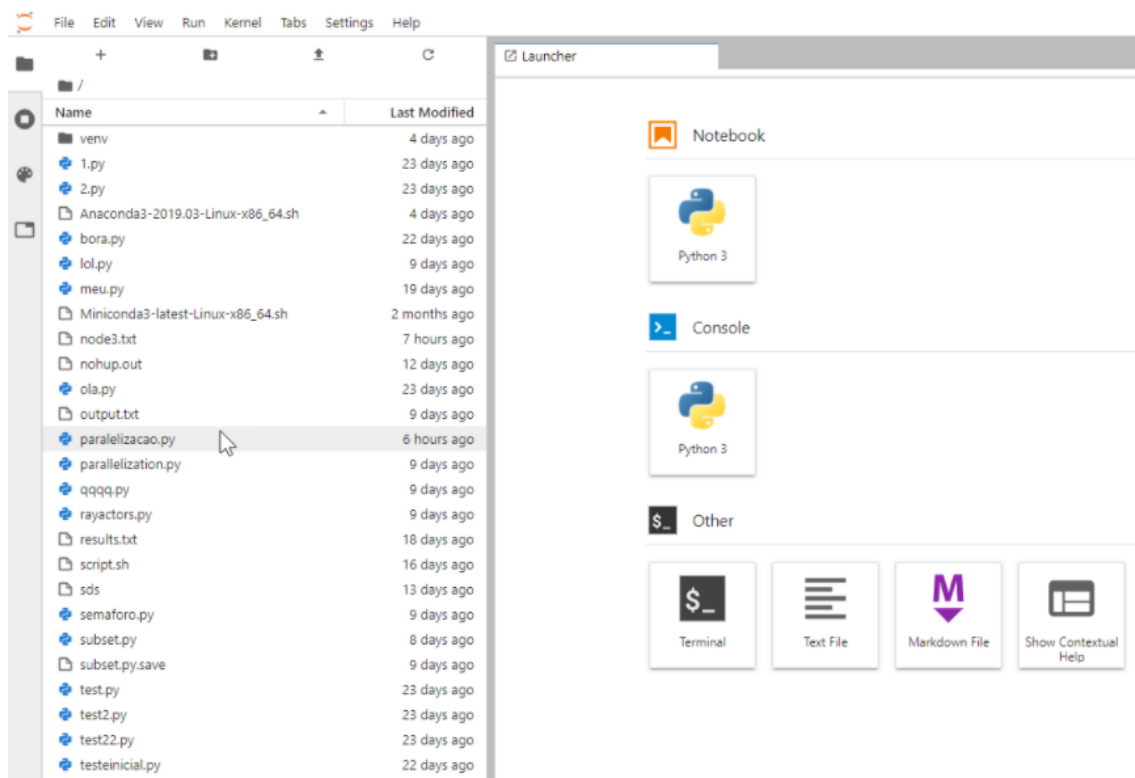 File Edit View Run Kernel Tabs Settings Help
Launcher
/
Name Last Modified
venv 4 days ago
1.py 23 days ago
2.py 23 days ago
Anaconda3-2019.03-Linux-x86_64.sh 4 days ago
bora.py 22 days ago
lol.py 9 days ago
meu.py 19 days ago
Miniconda3-latest-Linux-x86_64.sh 2 months ago
node3.txt 7 hours ago
nohup.out 12 days ago
ola.py 23 days ago
output.txt 9 days ago
paralelizacao.py 6 hours ago
parallelization.py 9 days ago
qqqq.py 9 days ago
rayactors.py 9 days ago
results.txt 18 days ago
script.sh 16 days ago
sds 13 days ago
semaforo.py 9 days ago
subset.py 8 days ago
subset.py.save 9 days ago
test.py 23 days ago
test2.py 23 days ago
test22.py 23 days ago
testeinicial.py 22 days ago
Notebook
Python 3
Console
Python 3
$_ Other
$_
Terminal
Text File
M
Markdown File
Show Contextual
Help